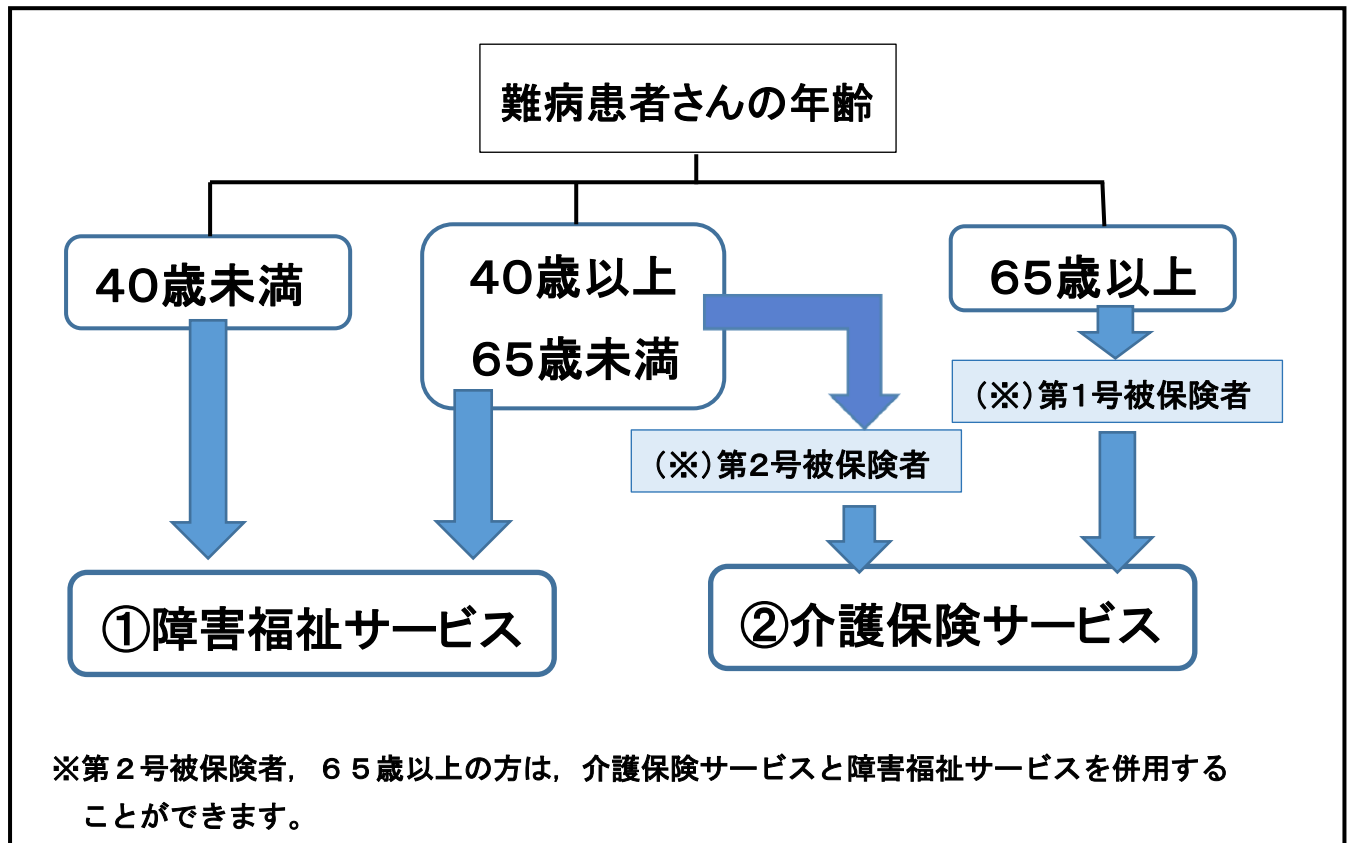 難病患者さんの年齢
40歳未満
40歳以上
65歳未満
65歳以上
(※)第1号被保険者
(※)第2号被保険者
①障害福祉サービス
②介護保険サービス
※第２号被保険者，６５歳以上の方は，介護保険サービスと障害福祉サービスを併用する
ことができます。